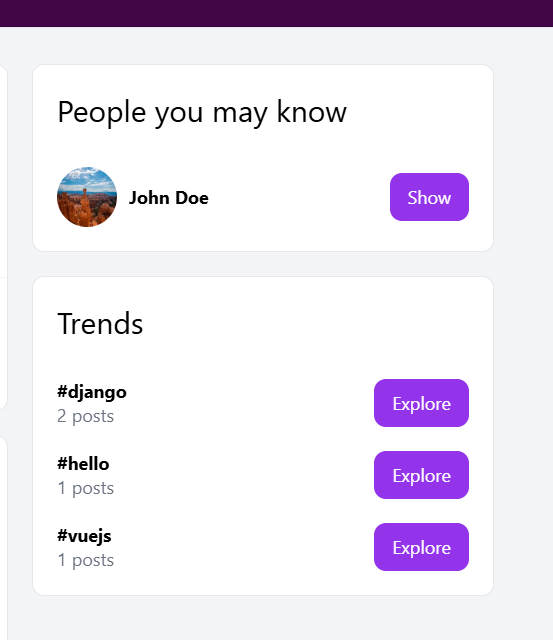 People you may know
John Doe
Show
Trends
#django
2 posts
Explore
#hello
1 posts
Explore
#vuejs
1 posts
Explore